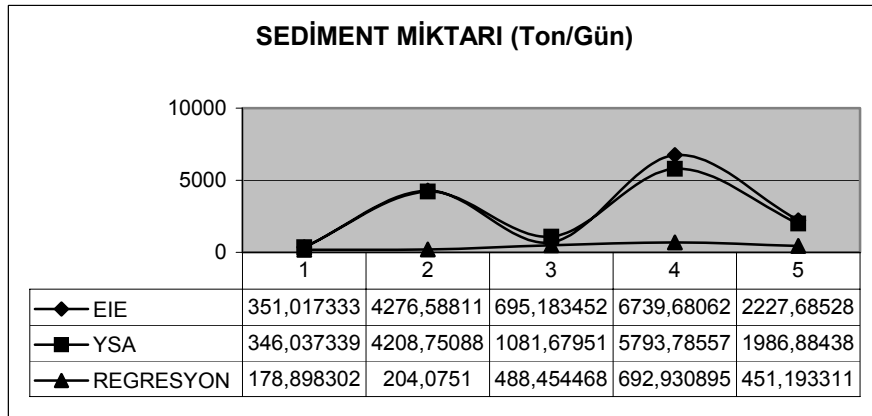 SEDİMENT MİKTARI (Ton/Gün)
10000
5000
0
1 2 3 4 5
EIE 351,017333 4276,58811 695,183452 6739,68062 2227,68528
YSA 346,037339 4208,75088 1081,67951 5793,78557 1986,88438
REGRESYON 178,898302 204,0751 488,454468 692,930895 451,193311